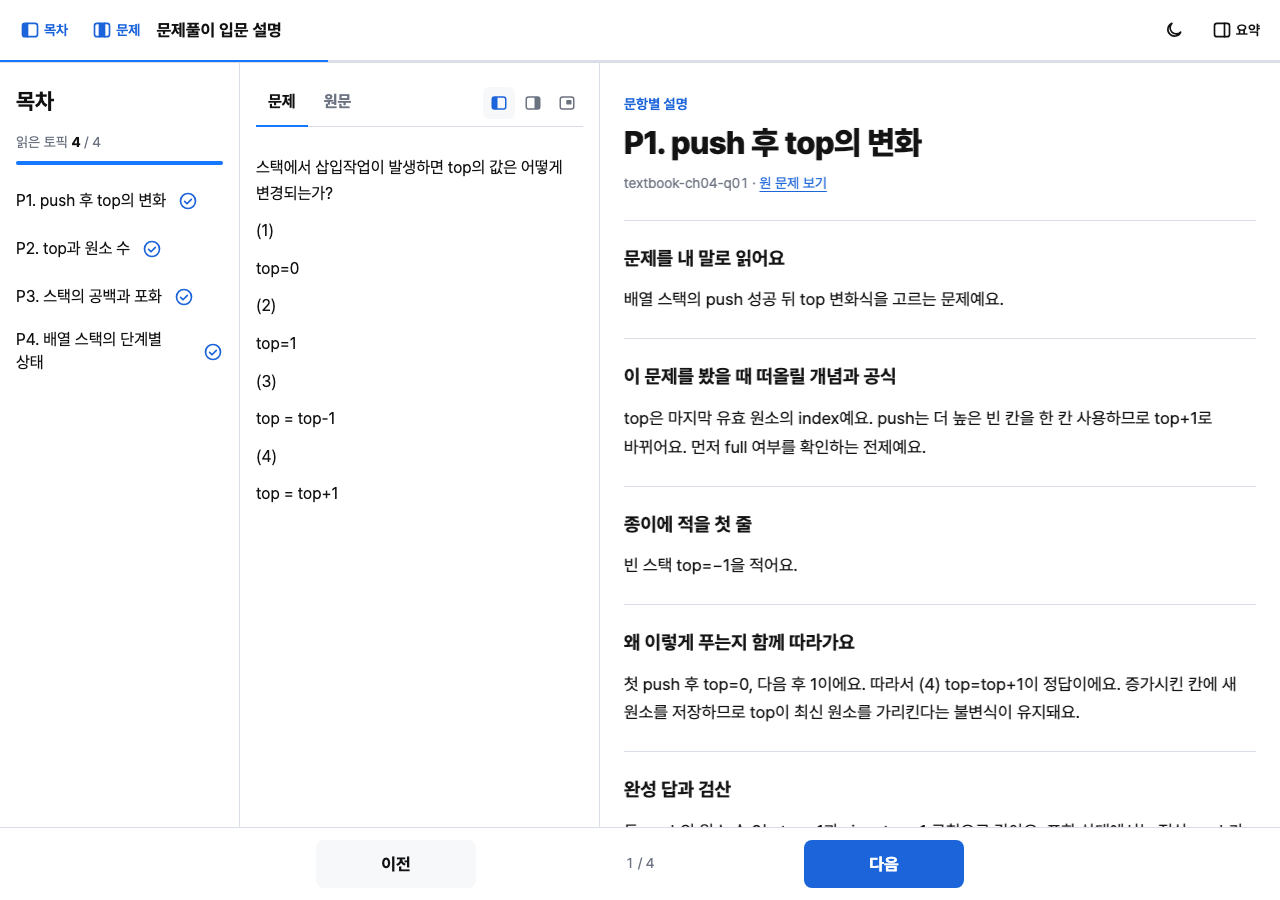 목차
문제
문제풀이 입문 설명
요약
목차
읽은 토픽 4 / 4
P1. push 후 top의 변화
P2. top과 원소 수
P3. 스택의 공백과 포화
P4. 배열 스택의 단계별
상태
문제
원문
스택에서 삽입작업이 발생하면 top의 값은 어떻게
변경되는가?
(1)
top=0
(2)
top=1
(3)
top = top-1
(4)
top = top+1
문항별 설명
P1. push 후 top의 변화
textbook-ch04-q01 · 원 문제 보기
문제를 내 말로 읽어요
배열 스택의 push 성공 뒤 top 변화식을 고르는 문제예요.
이 문제를 봤을 때 떠올릴 개념과 공식
top은 마지막 유효 원소의 index예요. push는 더 높은 빈 칸을 한 칸 사용하므로 top+1로
바뀌어요. 먼저 full 여부를 확인하는 전제예요.
종이에 적을 첫 줄
빈 스택 top=−1을 적어요.
왜 이렇게 푸는지 함께 따라가요
첫 push 후 top=0, 다음 후 1이에요. 따라서 (4) top=top+1이 정답이에요. 증가시킨 칸에 새
원소를 저장하므로 top이 최신 원소를 가리킨다는 불변식이 유지돼요.
완성 답과 검산
이전
1 / 4
다음